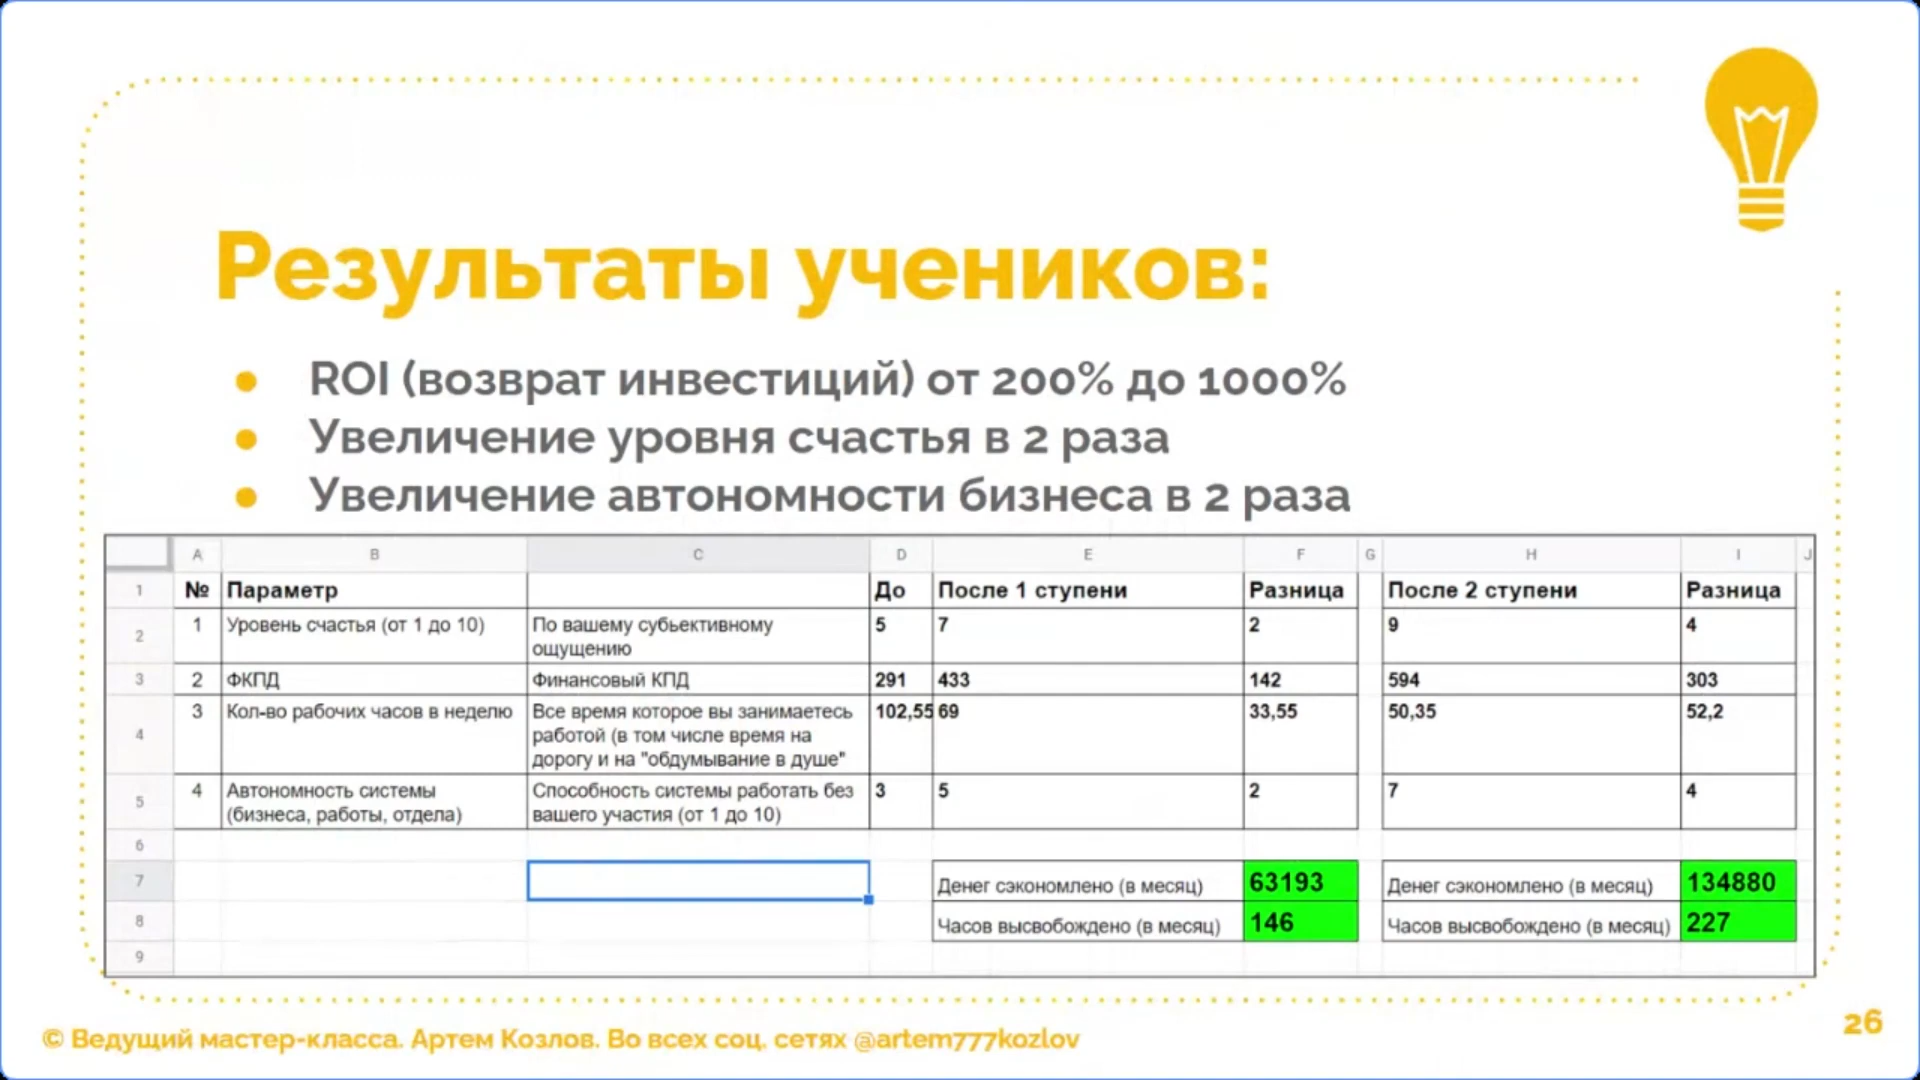 Результаты учеников:
● ROI (возврат инвестиций) от 200% до 1000%
● Увеличение уровня счастья в 2 раза
● Увеличение автономности бизнеса в 2 раза
A B C D E F G H I J
1 № Параметр До После 1 ступени Разница После 2 ступени Разница
2 1 Уровень счастья (от 1 до 10) По вашему субьективному 5 7 2 9 4
ощущению
3 2 ФКПД Финансовый КПД 291 433 142 594 303
4 3 Кол-во рабочих часов в неделю Все время которое вы занимаетесь 102,55 69 33,55 50,35 52,2
работой (в том числе время на
дорогу и на "обдумывание в душе"
5 4 Автономность системы Способность системы работать без 3 5 2 7 4
(бизнеса, работы, отдела) вашего участия (от 1 до 10)
6
7 Денег сэкономлено (в месяц) 63193 Денег сэкономлено (в месяц) 134880
8 Часов высвобождено (в месяц) 146 Часов высвобождено (в месяц) 227
9
© Ведущий мастер-класса. Артем Козлов. Во всех соц. сетях @artem777kozlov
26